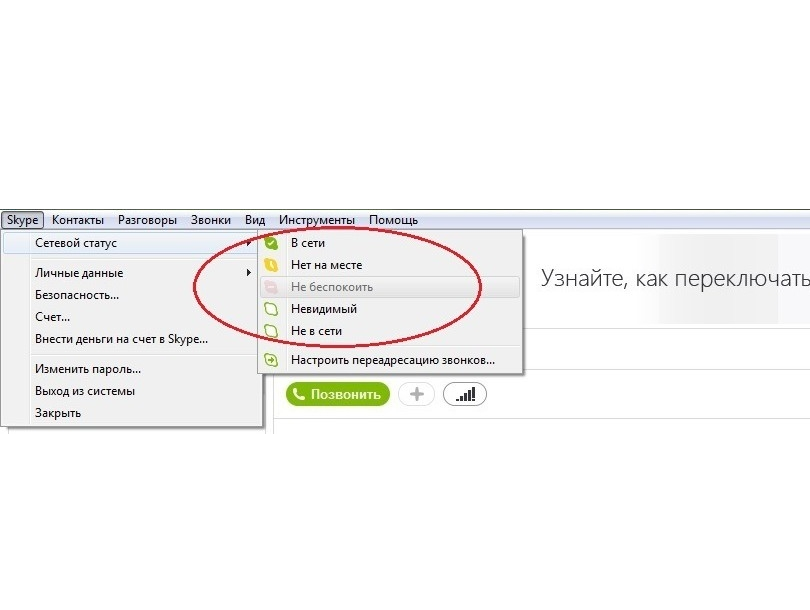 Skype Контакты Разговоры Звонки Вид Инструменты Помощь
Сетевой статус
Личные данные
Безопасность...
Счет...
Внести деньги на счет в Skype...
Изменить пароль...
Выход из системы
Закрыть
В сети
Нет на месте
Не беспокоить
Невидимый
Не в сети
Настроить переадресацию звонков...
Узнайте, как переключать
Позвонить